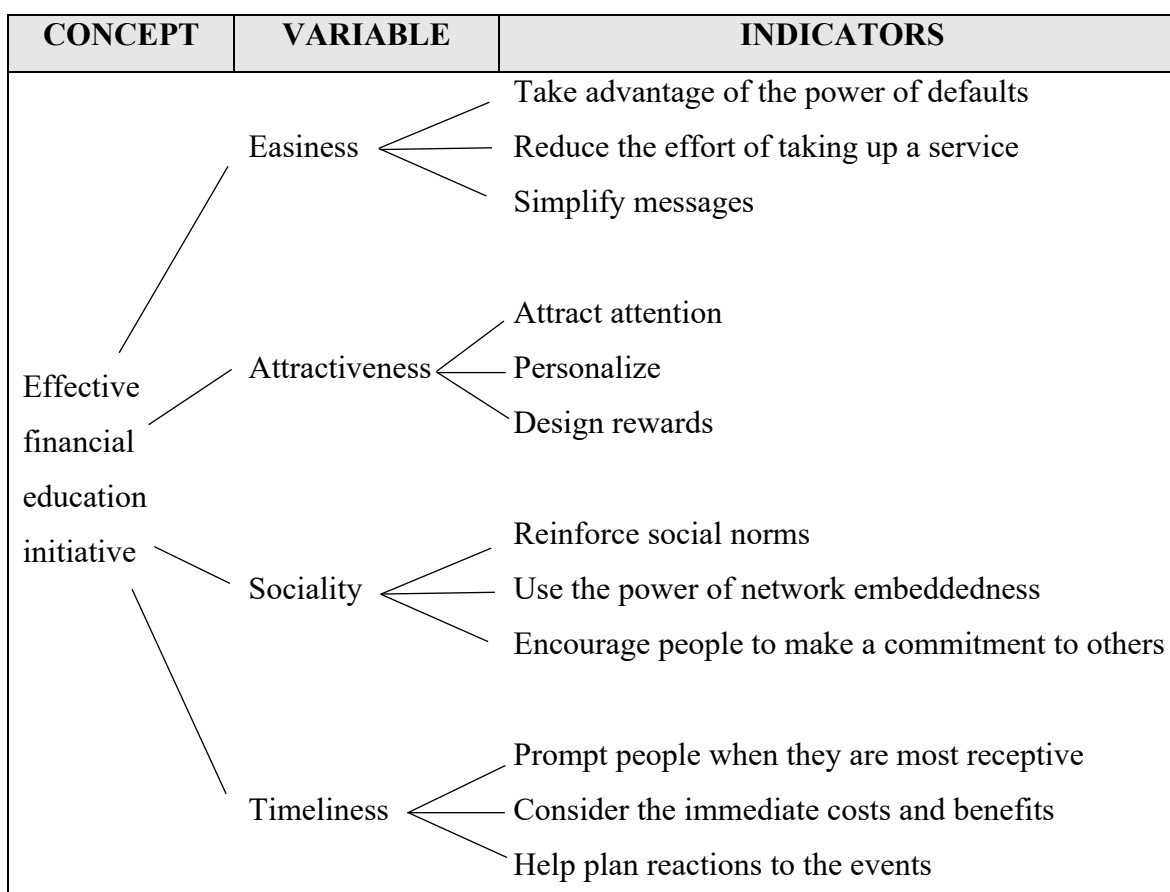 CONCEPT VARIABLE INDICATORS
Take advantage of the power of defaults
Easiness Reduce the effort of taking up a service
Simplify messages
Attract attention
Attractiveness Personalize
Effective
Design rewards
financial
education
Reinforce social norms
initiative
Sociality Use the power of network embeddedness
Encourage people to make a commitment to others
Prompt people when they are most receptive
Timeliness Consider the immediate costs and benefits
Help plan reactions to the events